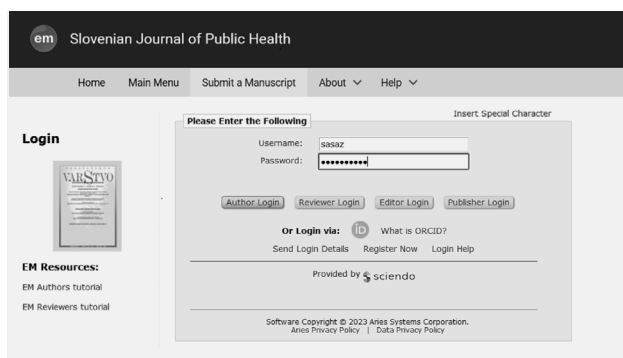 em Slovenian Journal of Public Health
Home Main Menu Submit a Manuscript About Help
Insert Special Character
Please Enter the Following
Login
Username: sasaz
Password: ••••••••••
VARSTVO
Author Login Reviewer Login Editor Login Publisher Login
Or Login via: iD What is ORCID?
Send Login Details Register Now Login Help
EM Resources:
Provided by sciendo
EM Authors tutorial
EM Reviewers tutorial
Software Copyright © 2023 Aries Systems Corporation.
Aries Privacy Policy | Data Privacy Policy